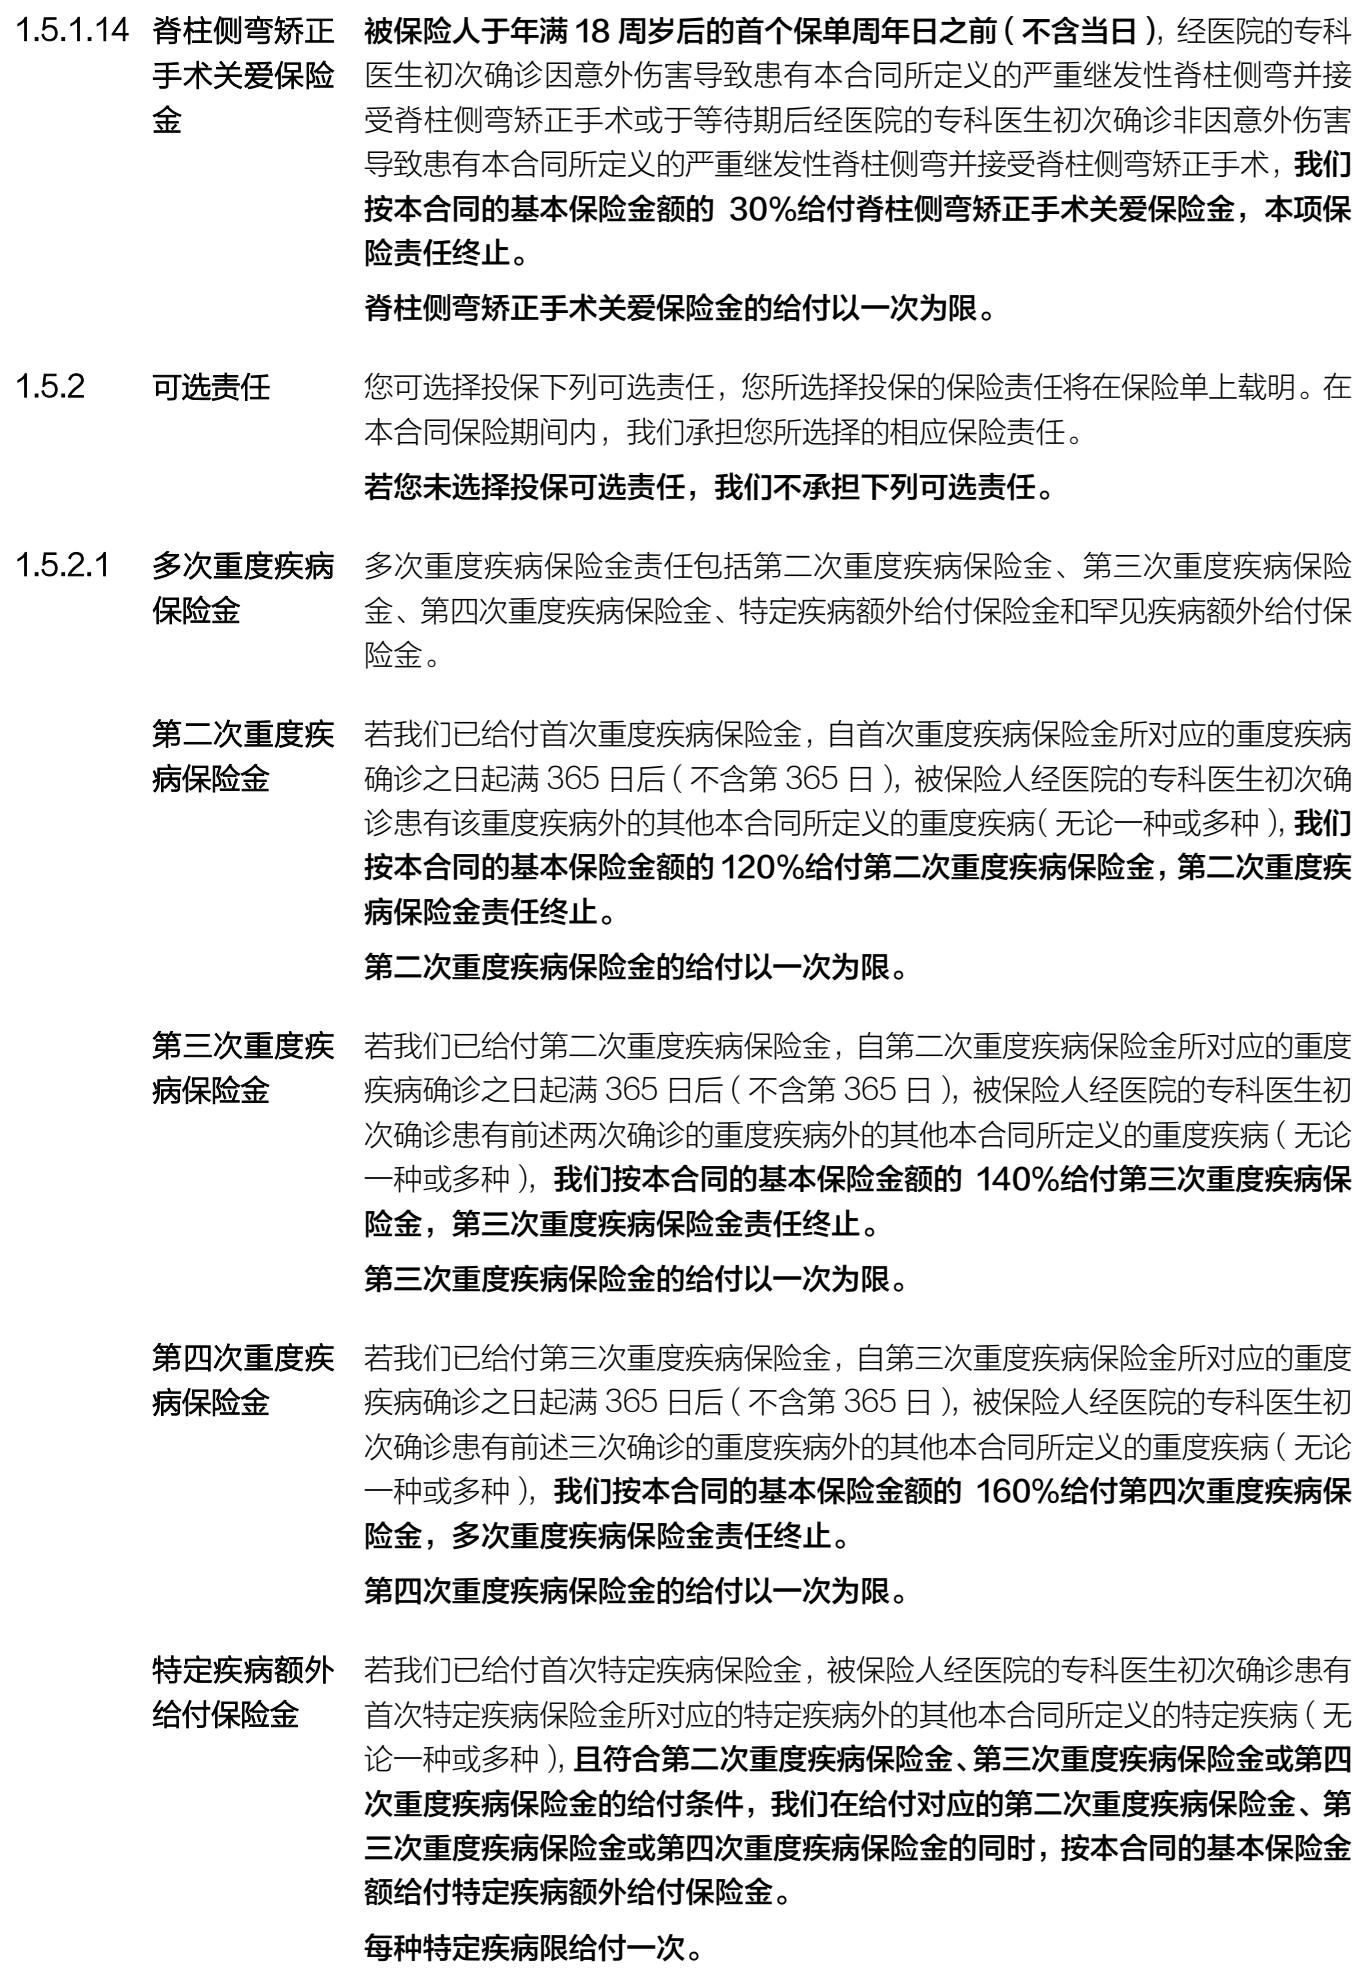 1.5.1.14 脊柱侧弯矫正 被保险人于年满 18 周岁后的首个保单周年日之前（不含当日），经医院的专科
手术关爱保险 医生初次确诊因意外伤害导致患有本合同所定义的严重继发性脊柱侧弯并接
金 受脊柱侧弯矫正手术或于等待期后经医院的专科医生初次确诊非因意外伤害
导致患有本合同所定义的严重继发性脊柱侧弯并接受脊柱侧弯矫正手术，我们
按本合同的基本保险金额的 30%给付脊柱侧弯矫正手术关爱保险金，本项保
险责任终止。
脊柱侧弯矫正手术关爱保险金的给付以一次为限。
1.5.2 可选责任 您可选择投保下列可选责任，您所选择投保的保险责任将在保险单上载明。在
本合同保险期间内，我们承担您所选择的相应保险责任。
若您未选择投保可选责任，我们不承担下列可选责任。
1.5.2.1 多次重度疾病 多次重度疾病保险金责任包括第二次重度疾病保险金、第三次重度疾病保险
保险金 金、第四次重度疾病保险金、特定疾病额外给付保险金和罕见疾病额外给付保
险金。
第二次重度疾 若我们已给付首次重度疾病保险金，自首次重度疾病保险金所对应的重度疾病
病保险金 确诊之日起满 365 日后（不含第 365 日），被保险人经医院的专科医生初次确
诊患有该重度疾病外的其他本合同所定义的重度疾病（无论一种或多种），我们
按本合同的基本保险金额的 120%给付第二次重度疾病保险金，第二次重度疾
病保险金责任终止。
第二次重度疾病保险金的给付以一次为限。
第三次重度疾 若我们已给付第二次重度疾病保险金，自第二次重度疾病保险金所对应的重度
病保险金 疾病确诊之日起满 365 日后（不含第 365 日），被保险人经医院的专科医生初
次确诊患有前述两次确诊的重度疾病外的其他本合同所定义的重度疾病（无论
一种或多种），我们按本合同的基本保险金额的 140%给付第三次重度疾病保
险金，第三次重度疾病保险金责任终止。
第三次重度疾病保险金的给付以一次为限。
第四次重度疾 若我们已给付第三次重度疾病保险金，自第三次重度疾病保险金所对应的重度
病保险金 疾病确诊之日起满 365 日后（不含第 365 日），被保险人经医院的专科医生初
次确诊患有前述三次确诊的重度疾病外的其他本合同所定义的重度疾病（无论
一种或多种），我们按本合同的基本保险金额的 160%给付第四次重度疾病保
险金，多次重度疾病保险金责任终止。
第四次重度疾病保险金的给付以一次为限。
特定疾病额外 若我们已给付首次特定疾病保险金，被保险人经医院的专科医生初次确诊患有
给付保险金 首次特定疾病保险金所对应的特定疾病外的其他本合同所定义的特定疾病（无
论一种或多种），且符合第二次重度疾病保险金、第三次重度疾病保险金或第四
次重度疾病保险金的给付条件，我们在给付对应的第二次重度疾病保险金、第
三次重度疾病保险金或第四次重度疾病保险金的同时，按本合同的基本保险金
额给付特定疾病额外给付保险金。
每种特定疾病限给付一次。